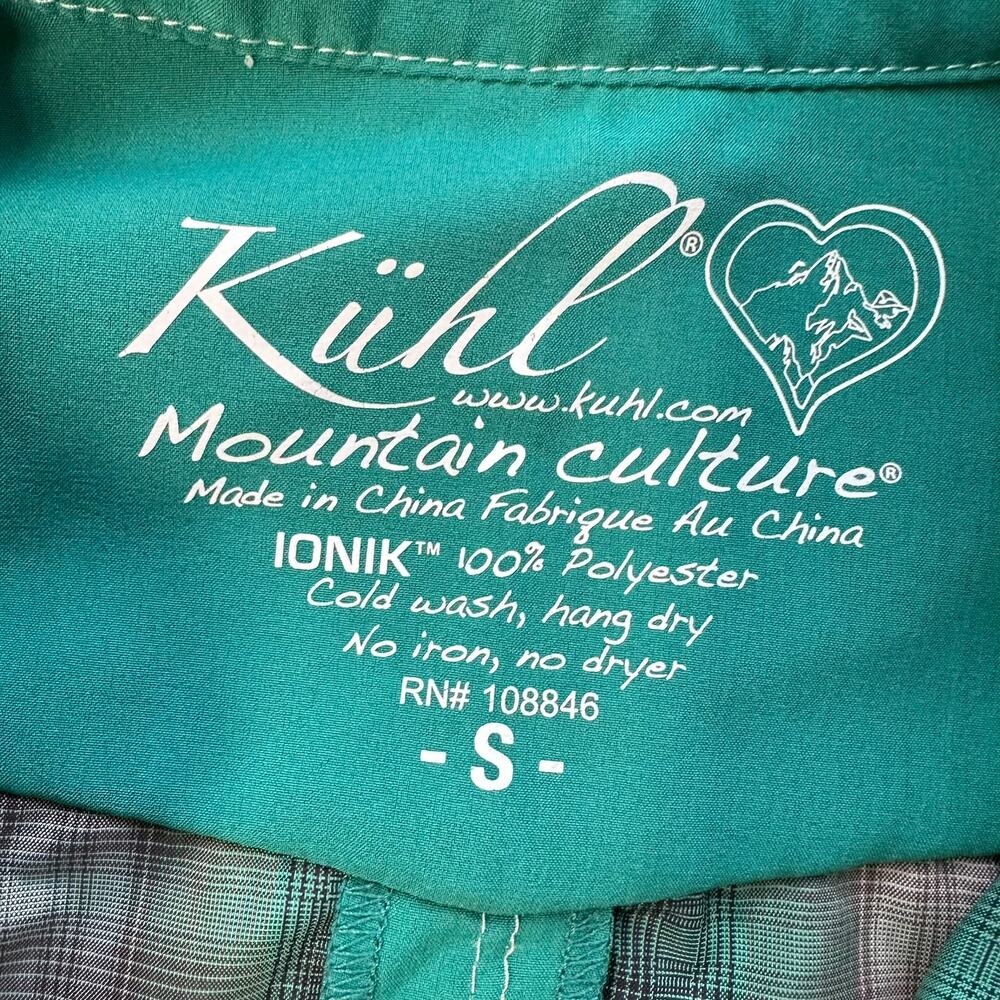 Kühl®
www.kuhl.com
Mountain culture®
Made in China Fabrique Au China
IONIK™ 100% Polyester
Cold wash, hang dry
No iron, no dryer
RN# 108846
- S -